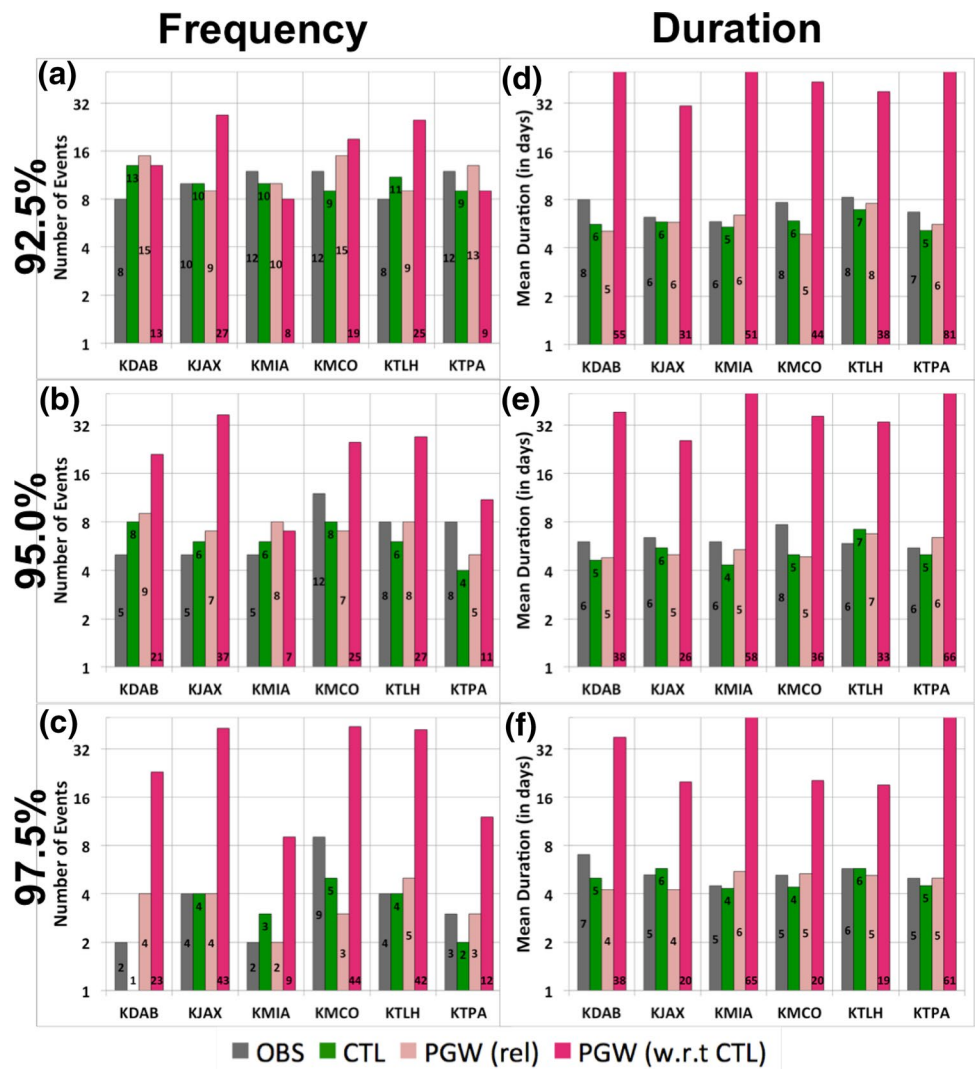 Frequency
Duration
92.5%
(a)
Number of Events
32
16
8
4
2
1
8 13 15 13
10 10 9 27
12 10 10 8
12 9 15 19
8 11 9 25
12 9 13 9
KDAB KJAX KMIA KMCO KTLH KTPA
(d)
Mean Duration (in days)
32
16
8
4
2
1
8 6 5 55
6 6 6 31
6 5 6 51
8 6 5 44
8 7 8 38
7 5 6 81
KDAB KJAX KMIA KMCO KTLH KTPA
95.0%
(b)
Number of Events
32
16
8
4
2
1
5 8 9 21
5 6 7 37
5 6 8 7
12 8 7 25
8 6 8 27
8 4 5 11
KDAB KJAX KMIA KMCO KTLH KTPA
(e)
Mean Duration (in days)
32
16
8
4
2
1
6 5 5 38
6 6 5 26
6 4 5 58
8 5 5 36
6 7 7 33
6 5 6 66
KDAB KJAX KMIA KMCO KTLH KTPA
97.5%
(c)
Number of Events
32
16
8
4
2
1
2 1 4 23
4 4 4 43
2 3 2 9
9 5 3 44
4 4 5 42
3 2 3 12
KDAB KJAX KMIA KMCO KTLH KTPA
(f)
Mean Duration (in days)
32
16
8
4
2
1
7 5 4 38
5 6 4 20
5 4 6 65
5 4 5 20
6 6 5 19
5 5 5 61
KDAB KJAX KMIA KMCO KTLH KTPA
OBS CTL PGW (rel) PGW (w.r.t CTL)